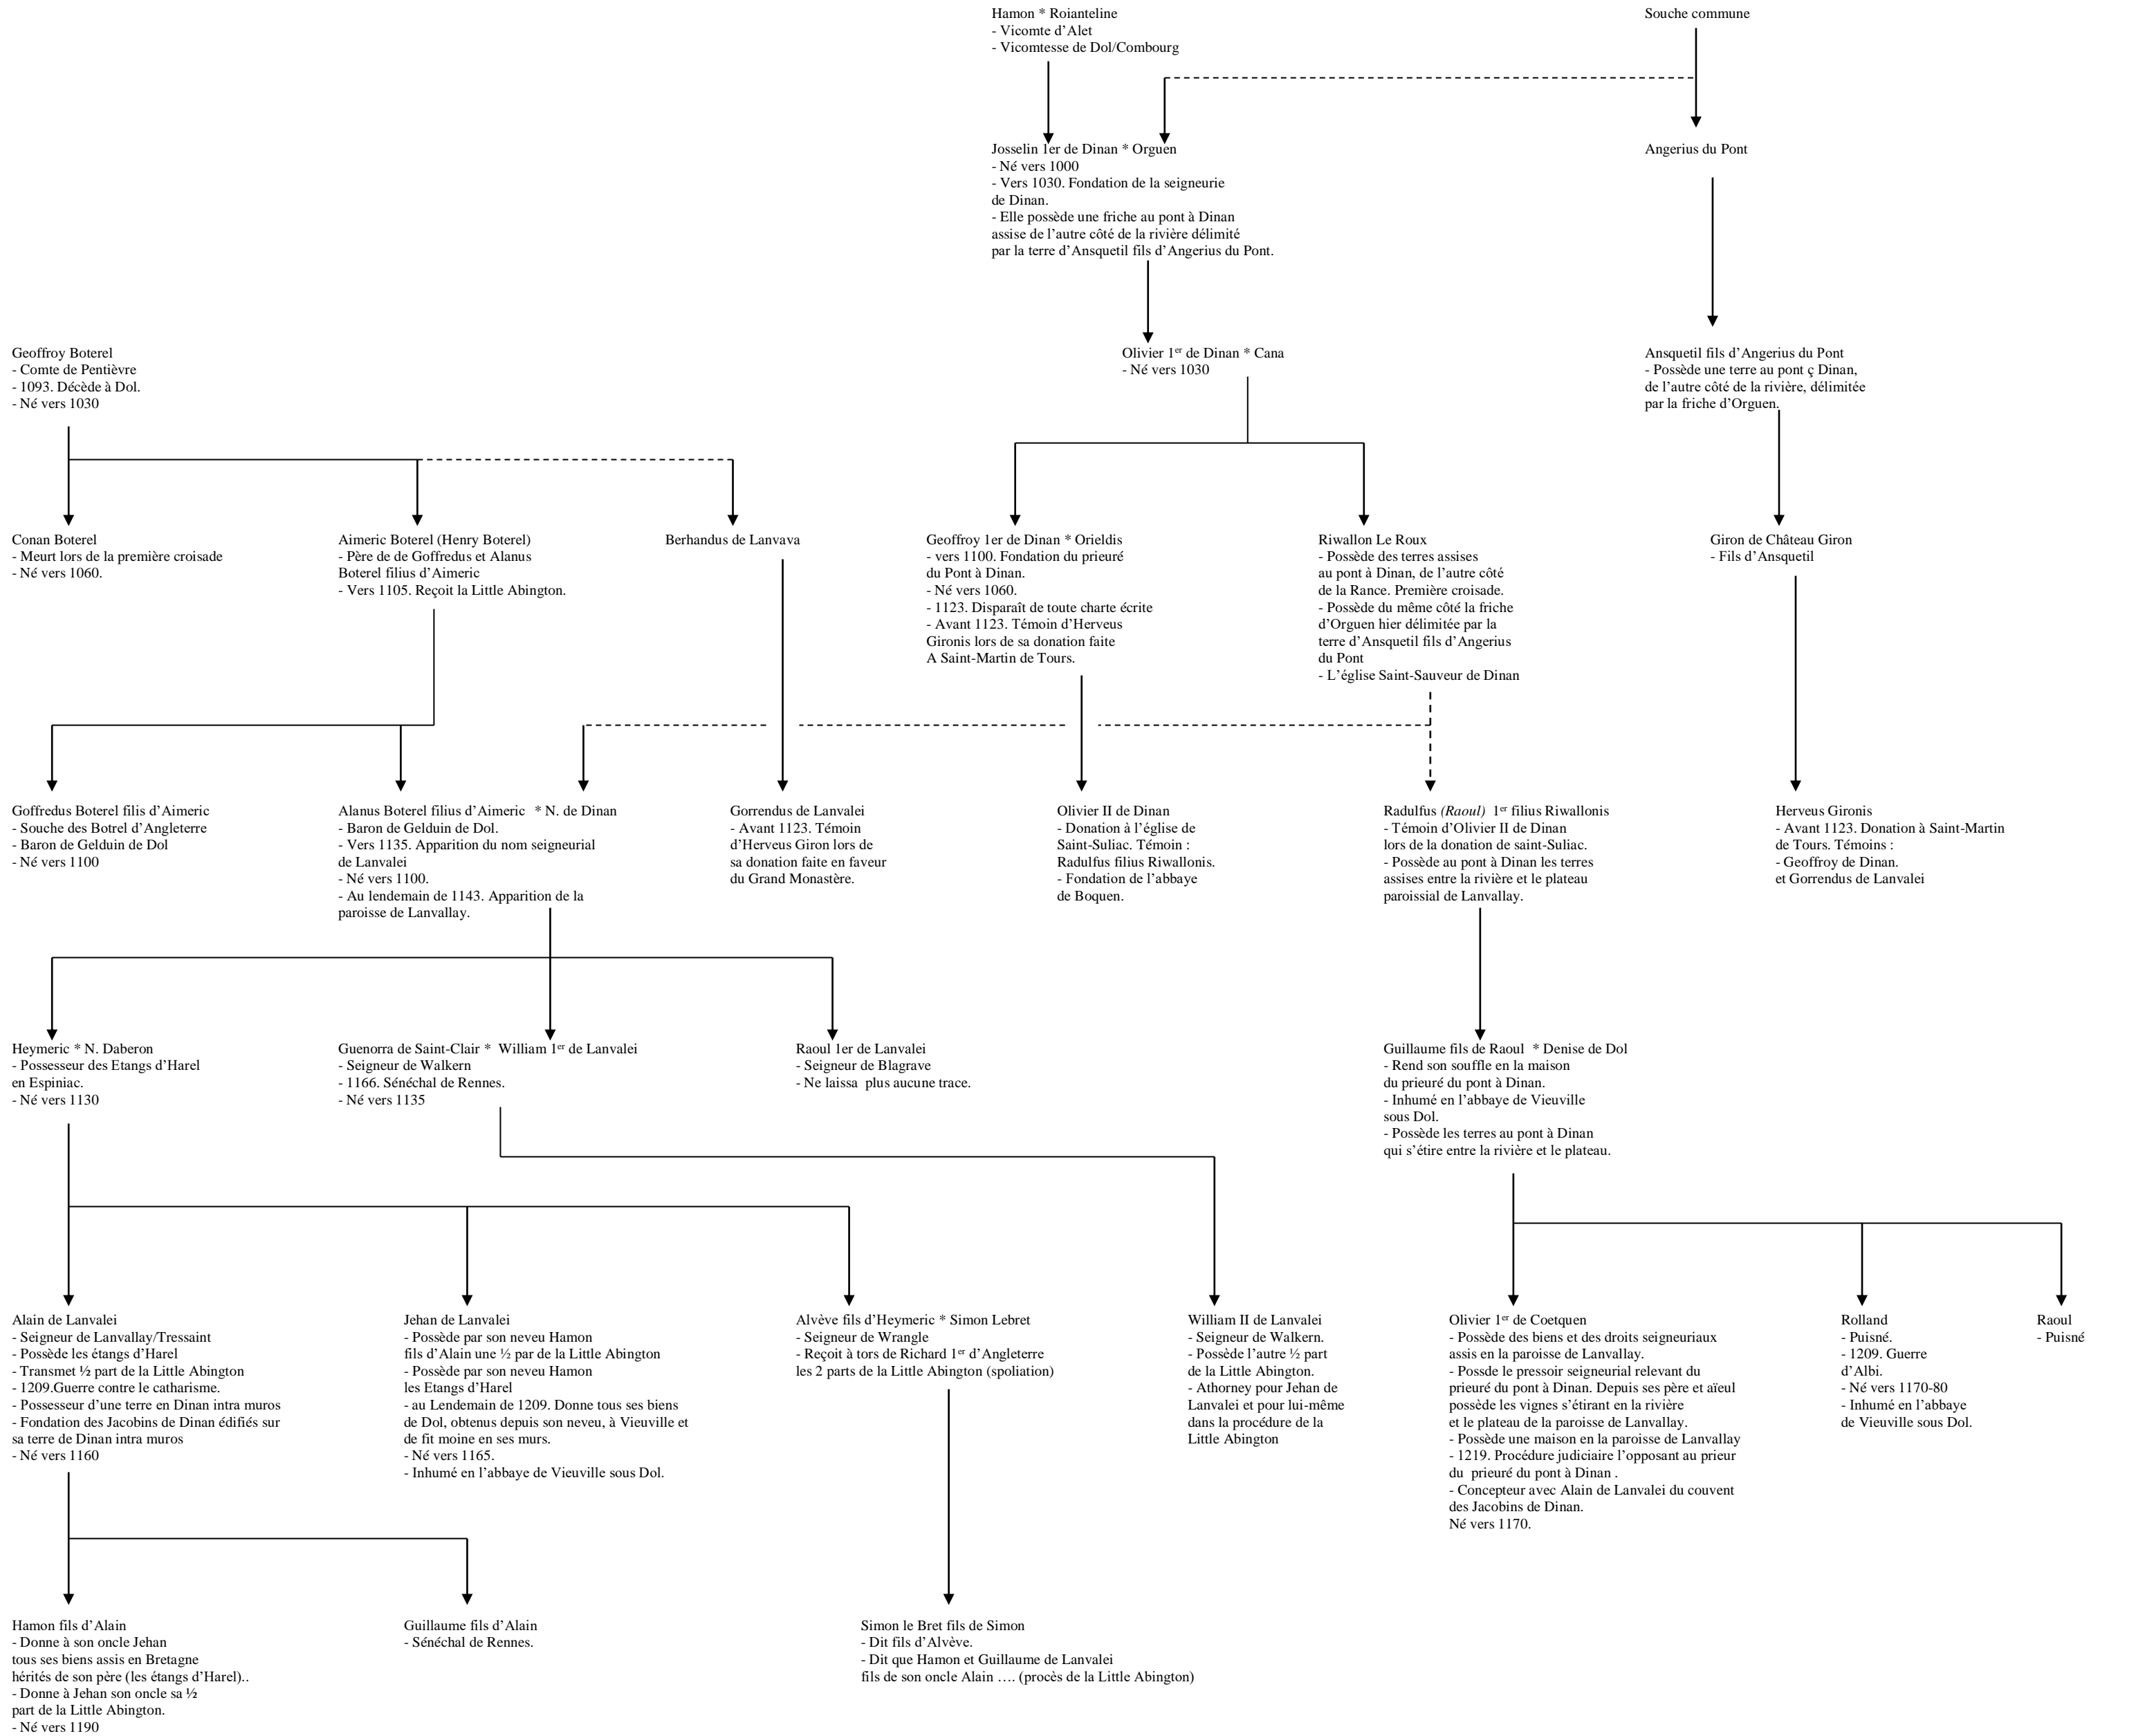 Hamon * Roianteline
- Vicomte d’Alet
- Vicomtesse de Dol/Combourg
Souche commune
Josselin 1er de Dinan * Orguen
- Né vers 1000
- Vers 1030. Fondation de la seigneurie
de Dinan.
- Elle possède une friche au pont à Dinan
assise de l’autre côté de la rivière délimité
par la terre d’Ansquetil fils d’Angerius du Pont.
Angerius du Pont
Geoffroy Boterel
- Comte de Pentièvre
- 1093. Décède à Dol.
- Né vers 1030
Olivier 1er de Dinan * Cana
- Né vers 1030
Ansquetil fils d’Angerius du Pont
- Possède une terre au pont ç Dinan,
de l’autre côté de la rivière, délimitée
par la friche d’Orguen.
Conan Boterel
- Meurt lors de la première croisade
- Né vers 1060.
Aimeric Boterel (Henry Boterel)
- Père de de Goffredus et Alanus
Boterel filius d’Aimeric
- Vers 1105. Reçoit la Little Abington.
Berhandus de Lanvava
Geoffroy 1er de Dinan * Orieldis
- vers 1100. Fondation du prieuré
du Pont à Dinan.
- Né vers 1060.
- 1123. Disparaît de toute charte écrite
- Avant 1123. Témoin d’Herveus
Gironis lors de sa donation faite
A Saint-Martin de Tours.
Riwallon Le Roux
- Possède des terres assises
au pont à Dinan, de l’autre côté
de la Rance. Première croisade.
- Possède du même côté la friche
d’Orguen hier délimitée par la
terre d’Ansquetil fils d’Angerius
du Pont
- L’église Saint-Sauveur de Dinan
Giron de Château Giron
- Fils d’Ansquetil
Goffredus Boterel filis d’Aimeric
- Souche des Botrel d’Angleterre
- Baron de Gelduin de Dol
- Né vers 1100
Alanus Boterel filius d’Aimeric * N. de Dinan
- Baron de Gelduin de Dol.
- Vers 1135. Apparition du nom seigneurial
de Lanvalei
- Né vers 1100.
- Au lendemain de 1143. Apparition de la
paroisse de Lanvallay.
Gorrendus de Lanvalei
- Avant 1123. Témoin
d’Herveus Giron lors de
sa donation faite en faveur
du Grand Monastère.
Olivier II de Dinan
- Donation à l’église de
Saint-Suliac. Témoin :
Radulfus filius Riwallonis.
- Fondation de l’abbaye
de Boquen.
Radulfus (Raoul) 1er filius Riwallonis
- Témoin d’Olivier II de Dinan
lors de la donation de saint-Suliac.
- Possède au pont à Dinan les terres
assises entre la rivière et le plateau
paroissial de Lanvallay.
Herveus Gironis
- Avant 1123. Donation à Saint-Martin
de Tours. Témoins :
- Geoffroy de Dinan.
et Gorrendus de Lanvalei
Heymeric * N. Daberon
- Possesseur des Etangs d’Harel
en Espiniac.
- Né vers 1130
Guenorra de Saint-Clair * William 1er de Lanvalei
- Seigneur de Walkern
- 1166. Sénéchal de Rennes.
- Né vers 1135
Raoul 1er de Lanvalei
- Seigneur de Blagrave
- Ne laissa plus aucune trace.
Guillaume fils de Raoul * Denise de Dol
- Rend son souffle en la maison
du prieuré du pont à Dinan.
- Inhumé en l’abbaye de Vieuville
sous Dol.
- Possède les terres au pont à Dinan
qui s’étire entre la rivière et le plateau.
Alain de Lanvalei
- Seigneur de Lanvallay/Tressaint
- Possède les étangs d’Harel
- Transmet ½ part de la Little Abington
- 1209.Guerre contre le catharisme.
- Possesseur d’une terre en Dinan intra muros
- Fondation des Jacobins de Dinan édifiés sur
sa terre de Dinan intra muros
- Né vers 1160
Jehan de Lanvalei
- Possède par son neveu Hamon
fils d’Alain une ½ par de la Little Abington
- Possède par son neveu Hamon
les Etangs d’Harel
- au Lendemain de 1209. Donne tous ses biens
de Dol, obtenus depuis son neveu, à Vieuville et
de fit moine en ses murs.
- Né vers 1165.
- Inhumé en l’abbaye de Vieuville sous Dol.
Alvève fils d’Heymeric * Simon Lebret
- Seigneur de Wrangle
- Reçoit à tors de Richard 1er d’Angleterre
les 2 parts de la Little Abington (spoliation)
William II de Lanvalei
- Seigneur de Walkern.
- Possède l’autre ½ part
de la Little Abington.
- Athorney pour Jehan de
Lanvalei et pour lui-même
dans la procédure de la
Little Abington
Olivier 1er de Coetquen
- Possède des biens et des droits seigneuriaux
assis en la paroisse de Lanvallay.
- Possde le pressoir seigneurial relevant du
prieuré du pont à Dinan. Depuis ses père et aïeul
possède les vignes s’étirant en la rivière
et le plateau de la paroisse de Lanvallay.
- Possède une maison en la paroisse de Lanvallay
- 1219. Procédure judiciaire l’opposant au prieur
du prieuré du pont à Dinan .
- Concepteur avec Alain de Lanvalei du couvent
des Jacobins de Dinan.
Né vers 1170.
Rolland
- Puisné.
- 1209. Guerre
d’Albi.
- Né vers 1170-80
- Inhumé en l’abbaye
de Vieuville sous Dol.
Raoul
- Puisné
Hamon fils d’Alain
- Donne à son oncle Jehan
tous ses biens assis en Bretagne
hérités de son père (les étangs d’Harel)..
- Donne à Jehan son oncle sa ½
part de la Little Abington.
- Né vers 1190
Guillaume fils d’Alain
- Sénéchal de Rennes.
Simon le Bret fils de Simon
- Dit fils d’Alvève.
- Dit que Hamon et Guillaume de Lanvalei
fils de son oncle Alain …. (procès de la Little Abington)